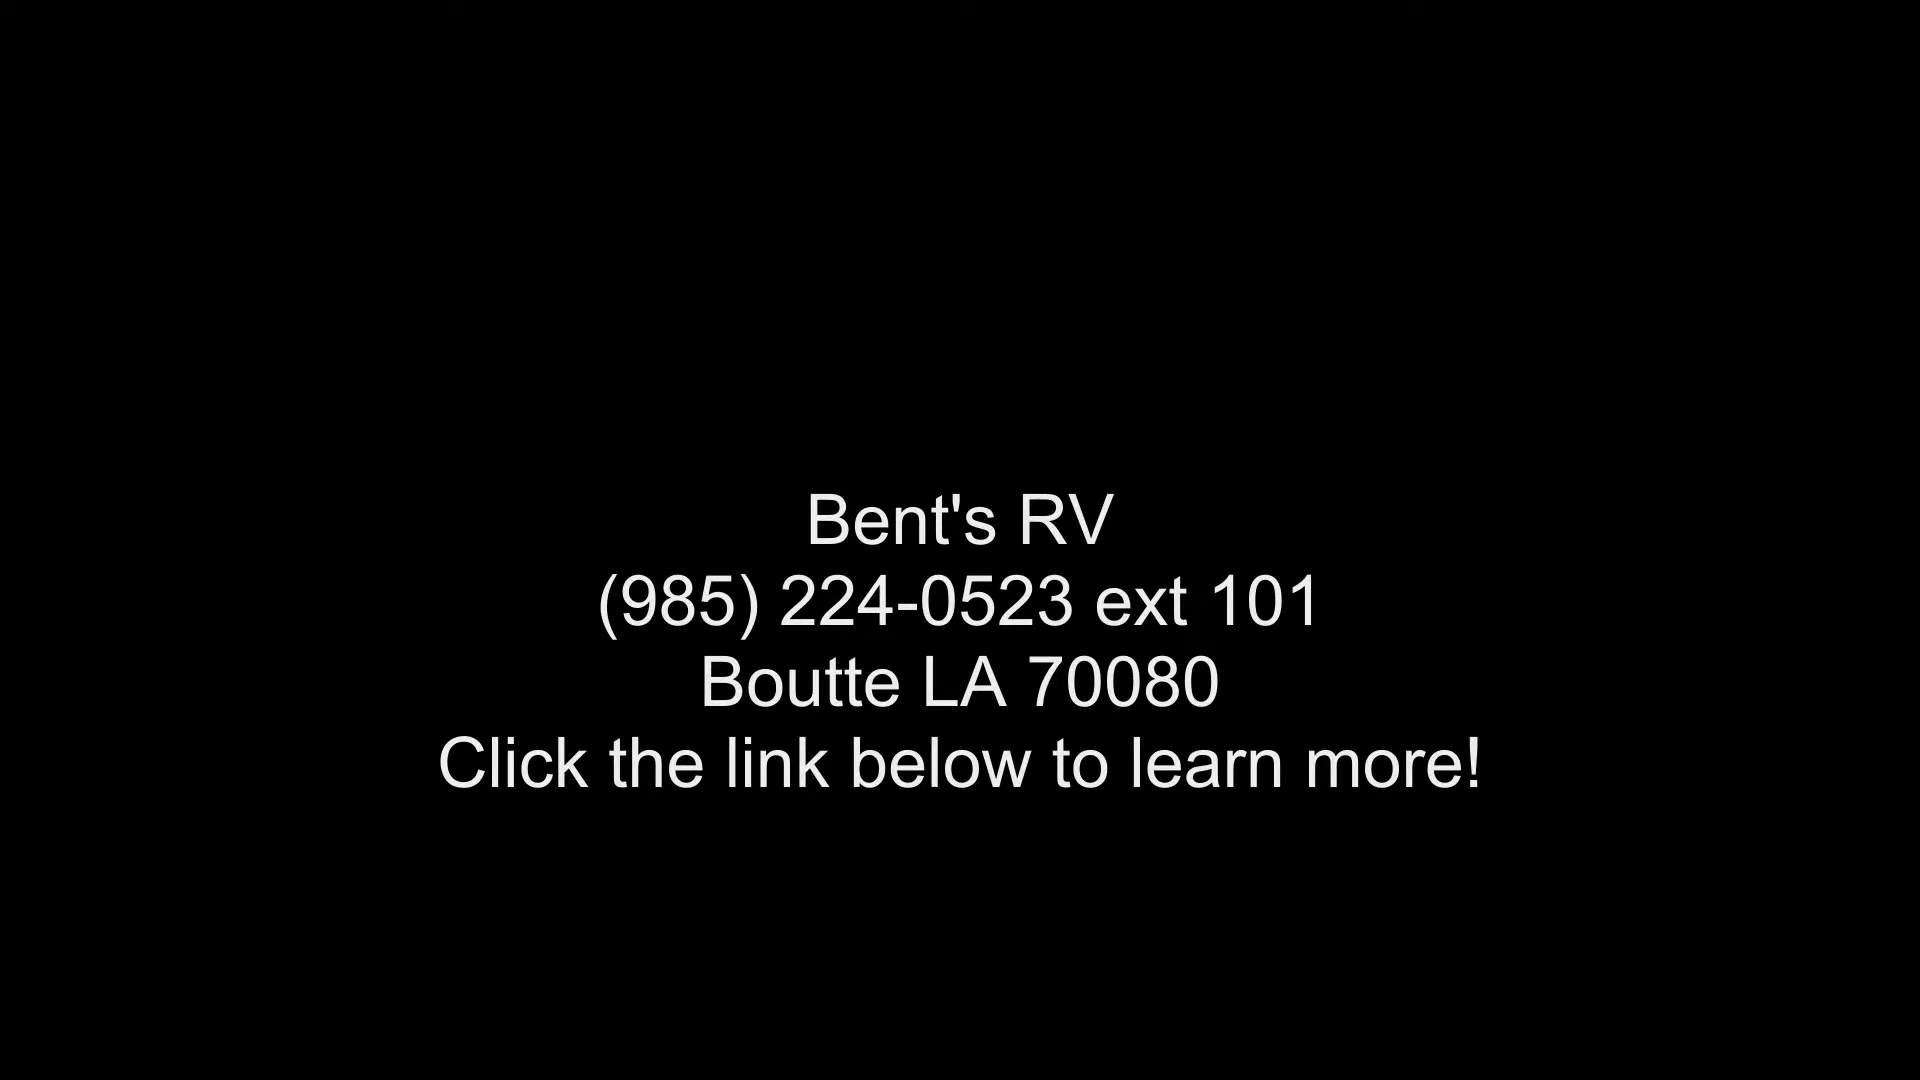 Bent's RV
(985) 224-0523 ext 101
Boutte LA 70080
Click the link below to learn more!